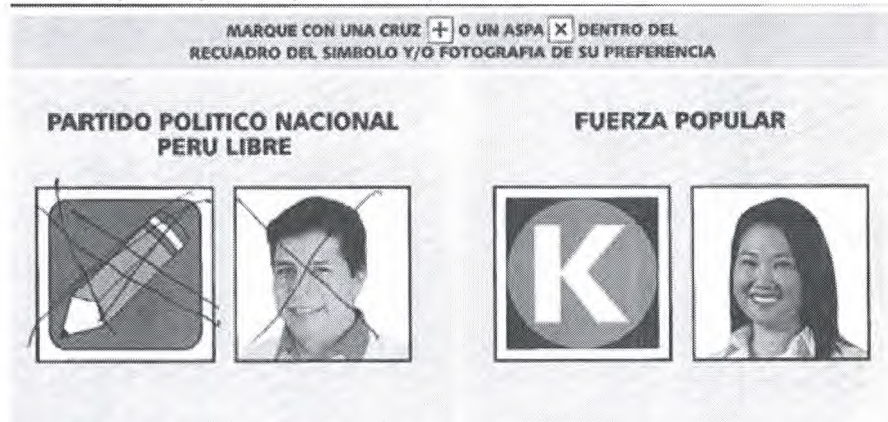 MARQUE CON UNA CRUZ + O UN ASPA X DENTRO DEL
RECUADRO DEL SIMBOLO Y/O FOTOGRAFIA DE SU PREFERENCIA
PARTIDO POLITICO NACIONAL
PERU LIBRE
FUERZA POPULAR
K